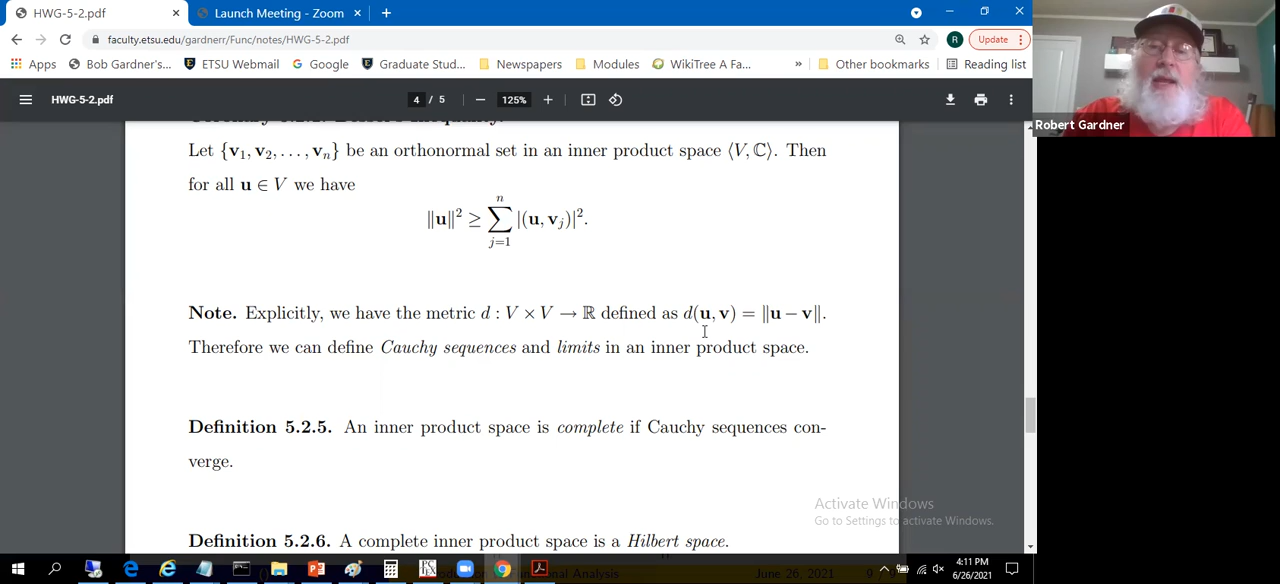 HWG-5-2.pdf
Launch Meeting - Zoom
faculty.etsu.edu/gardnerr/Func/notes/HWG-5-2.pdf
R
Update
Apps
Bob Gardner's...
ETSU Webmail
Google
Graduate Stud...
Newspapers
Modules
WikiTree A Fa...
»
Other bookmarks
Reading list
HWG-5-2.pdf
4 / 5
125%
Robert Gardner
Let {v₁, v₂, . . . , vₙ} be an orthonormal set in an inner product space ⟨V, ℂ⟩. Then
for all u ∈ V we have
‖u‖² ≥ ∑ⁿⱼ₌₁ |(u, vⱼ)|².
Note. Explicitly, we have the metric d : V × V → ℝ defined as d(u, v) = ‖u − v‖.
Therefore we can define Cauchy sequences and limits in an inner product space.
Definition 5.2.5. An inner product space is complete if Cauchy sequences con-
verge.
Activate Windows
Go to Settings to activate Windows.
Definition 5.2.6. A complete inner product space is a Hilbert space.
4:11 PM
6/26/2021